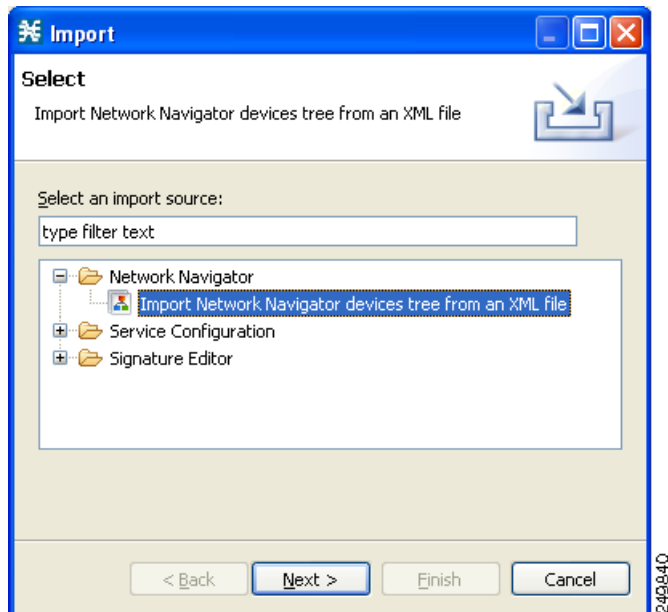 Import
Select
Import Network Navigator devices tree from an XML file
Select an import source:
type filter text
Network Navigator
Import Network Navigator devices tree from an XML file
Service Configuration
Signature Editor
< Back
Next >
Finish
Cancel
249840